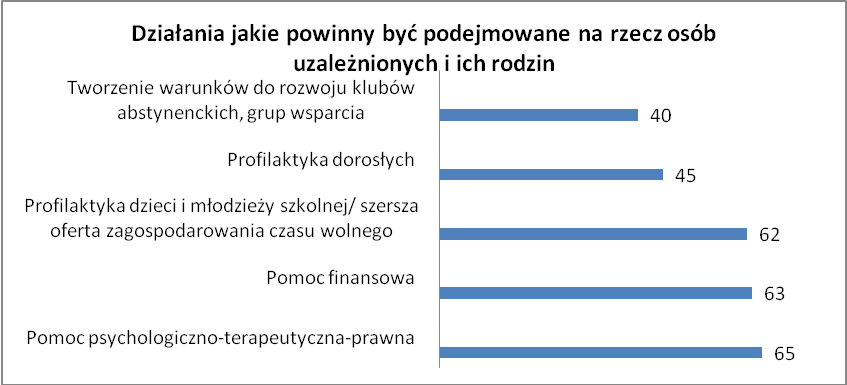 Działania jakie powinny być podejmowane na rzecz osób
uzależnionych i ich rodzin
Tworzenie warunków do rozwoju klubów
abstynenckich, grup wsparcia
40
Profilaktyka dorosłych
45
Profilaktyka dzieci i młodzieży szkolnej/ szersza
oferta zagospodarowania czasu wolnego
62
Pomoc finansowa
63
Pomoc psychologiczno-terapeutyczna-prawna
65